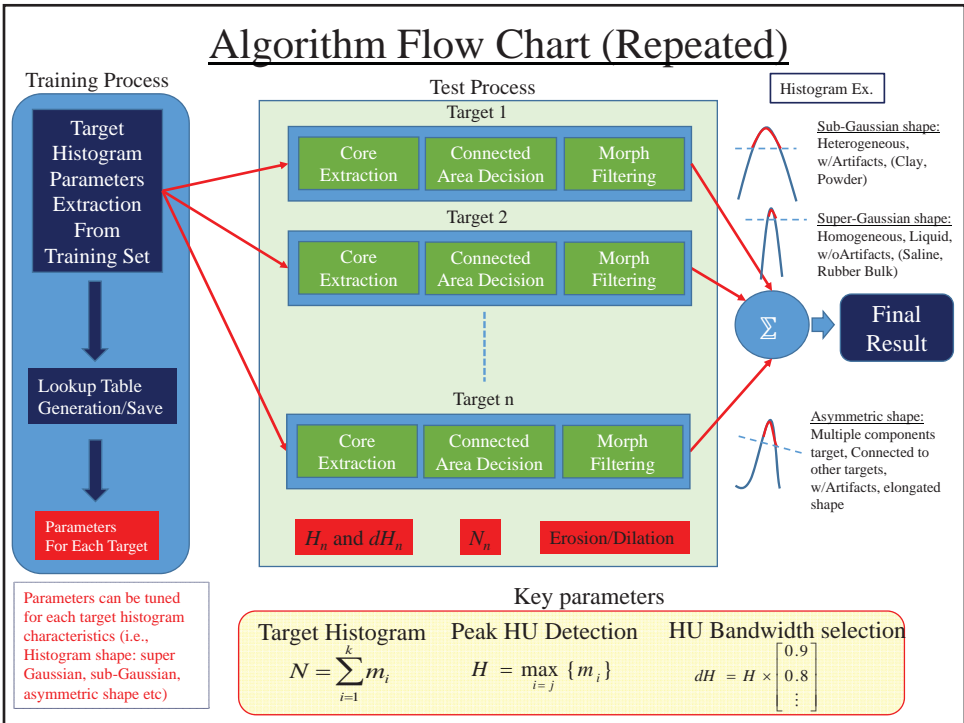 Algorithm Flow Chart (Repeated)
Training Process
Target
Histogram
Parameters
Extraction
From
Training Set
Lookup Table
Generation/Save
Parameters
For Each Target
Parameters can be tuned
for each target histogram
characteristics (i.e.,
Histogram shape: super
Gaussian, sub-Gaussian,
asymmetric shape etc)
Test Process
Target 1
Core
Extraction
Connected
Area Decision
Morph
Filtering
Target 2
Core
Extraction
Connected
Area Decision
Morph
Filtering
Target n
Core
Extraction
Connected
Area Decision
Morph
Filtering
H_n and dH_n
N_n
Erosion/Dilation
Σ
Final
Result
Histogram Ex.
Sub-Gaussian shape:
Heterogeneous,
w/Artifacts, (Clay,
Powder)
Super-Gaussian shape:
Homogeneous, Liquid,
w/oArtifacts, (Saline,
Rubber Bulk)
Asymmetric shape:
Multiple components
target, Connected to
other targets,
w/Artifacts, elongated
shape
Key parameters
Target Histogram
N = ∑_{i=1}^{k} m_i
Peak HU Detection
H = max_{i=j} {m_i}
HU Bandwidth selection
dH = H × [0.9 0.8 ⋮]